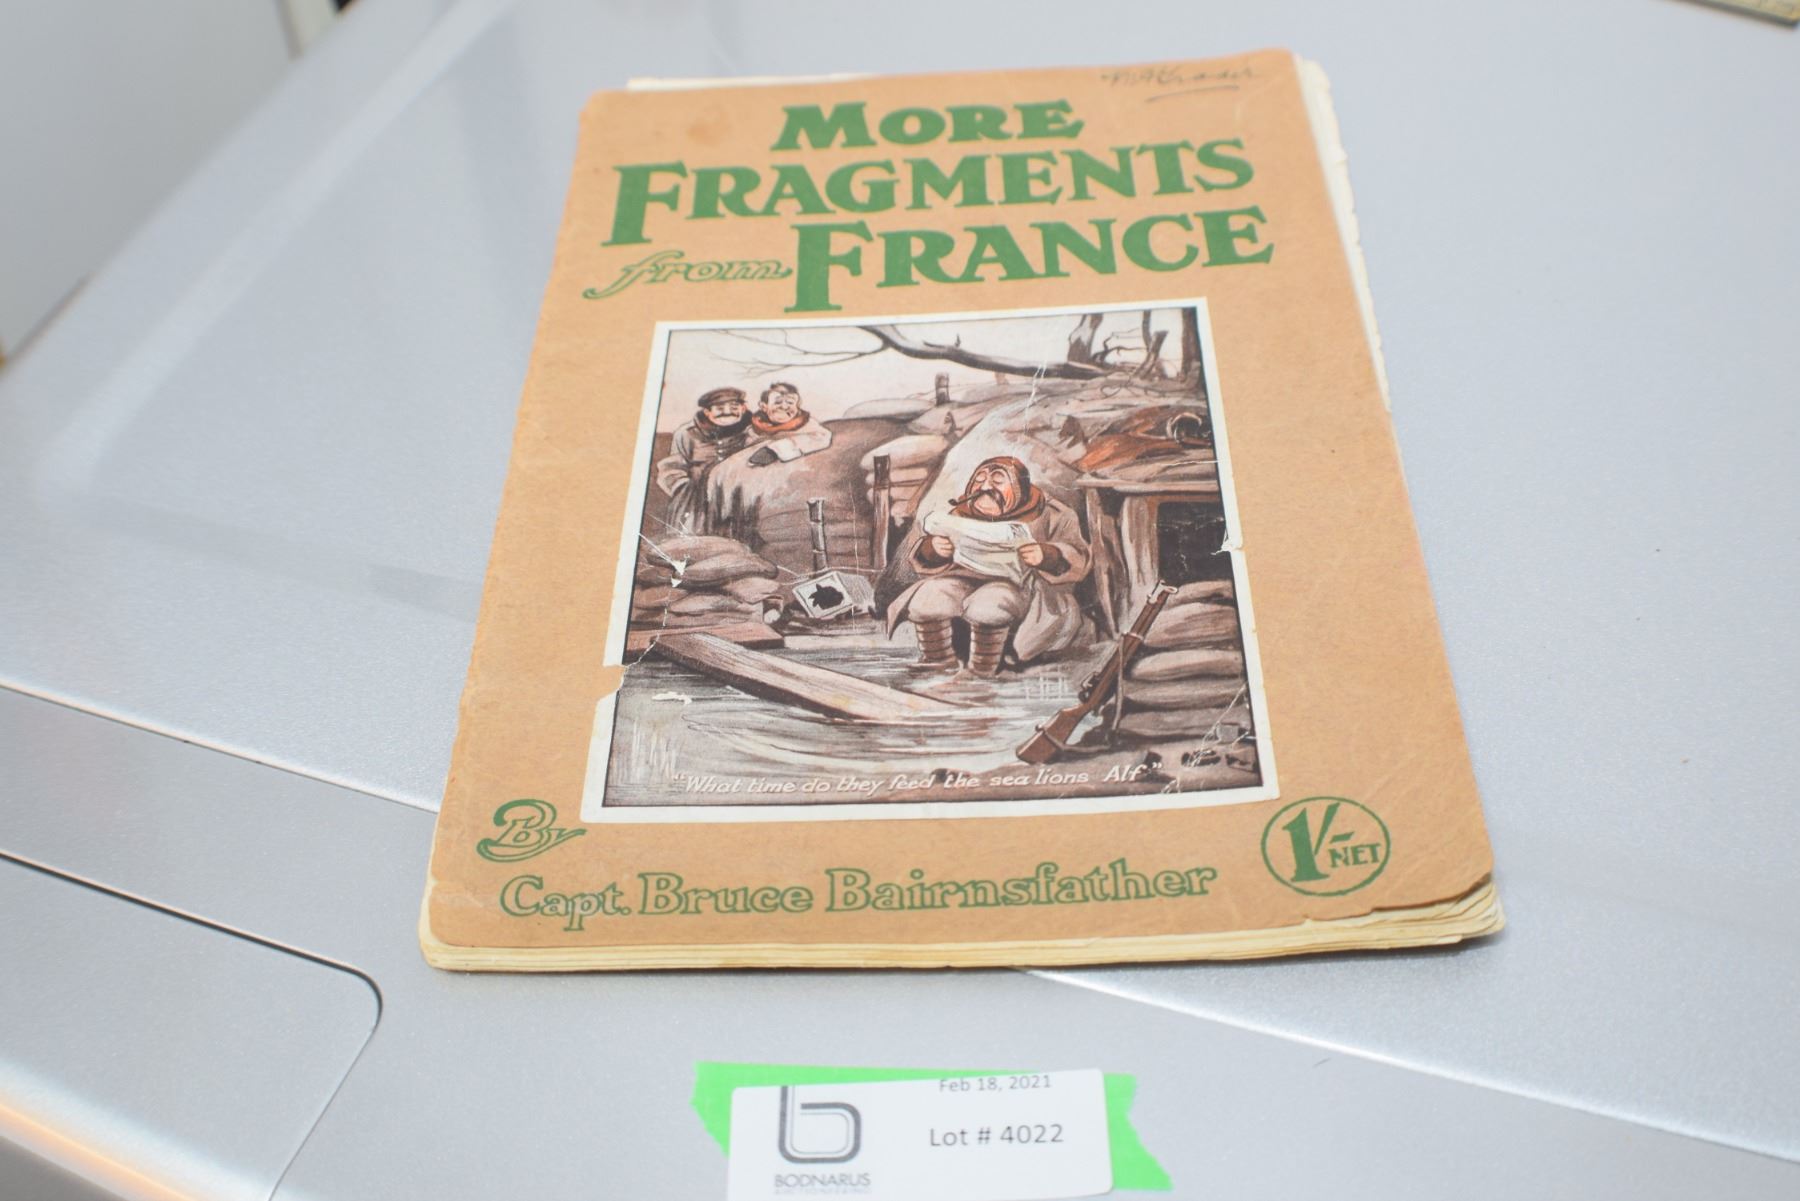 MORE
FRAGMENTS
from FRANCE
"What time do they feed the sea lions Alf"
By
Capt. Bruce Bairnsfather
1/- NET
Feb 18, 2021
Lot # 4022
BODNARUS
AUCTIONEERING